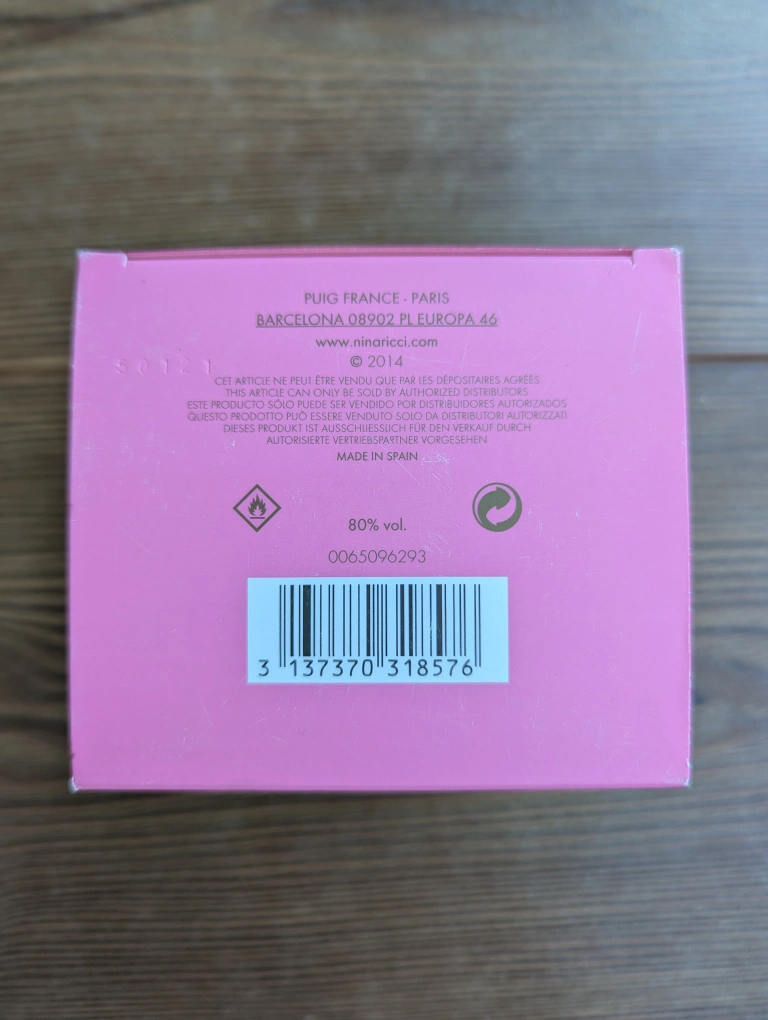 PUIG FRANCE - PARIS
BARCELONA 08902 PL EUROPA 46
www.ninaricci.com
50121
© 2014
CET ARTICLE NE PEUT ÊTRE VENDU QUE PAR LES DÉPOSITAIRES AGRÉÉS
THIS ARTICLE CAN ONLY BE SOLD BY AUTHORIZED DISTRIBUTORS
ESTE PRODUCTO SÓLO PUEDE SER VENDIDO POR DISTRIBUIDORES AUTORIZADOS
QUESTO PRODOTTO PUÒ ESSERE VENDUTO SOLO DA DISTRIBUTORI AUTORIZZATI
DIESES PRODUKT IST AUSSCHLIESSLICH FÜR DEN VERKAUF DURCH
AUTORISIERTE VERTRIEBSPARTNER VORGESEHEN
MADE IN SPAIN
80% vol.
0065096293
3 137370 318576